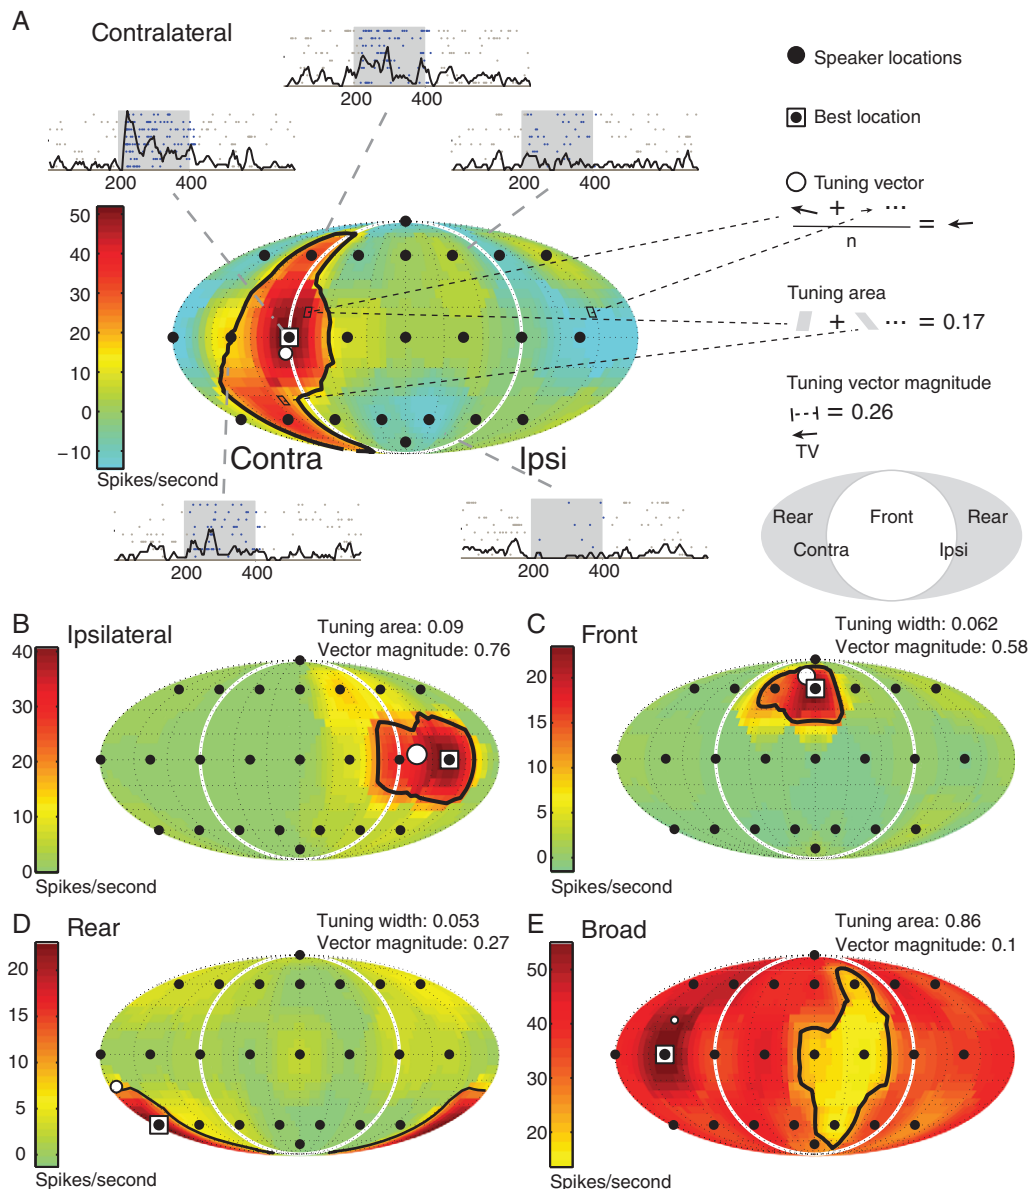 A
Contralateral
200 400
200 400
200 400
Speaker locations
Best location
Tuning vector
+ ... =
n
Tuning area
+ ... = 0.17
Tuning vector magnitude
= 0.26
TV
50
40
30
20
10
0
−10
Spikes/second
Contra
Ipsi
200 400
200 400
Rear
Front
Rear
Contra
Ipsi
B
Ipsilateral
Tuning area: 0.09
Vector magnitude: 0.76
40
30
20
10
0
Spikes/second
C
Front
Tuning width: 0.062
Vector magnitude: 0.58
20
15
10
5
0
Spikes/second
D
Rear
Tuning width: 0.053
Vector magnitude: 0.27
20
15
10
5
0
Spikes/second
E
Broad
Tuning area: 0.86
Vector magnitude: 0.1
50
40
30
20
Spikes/second